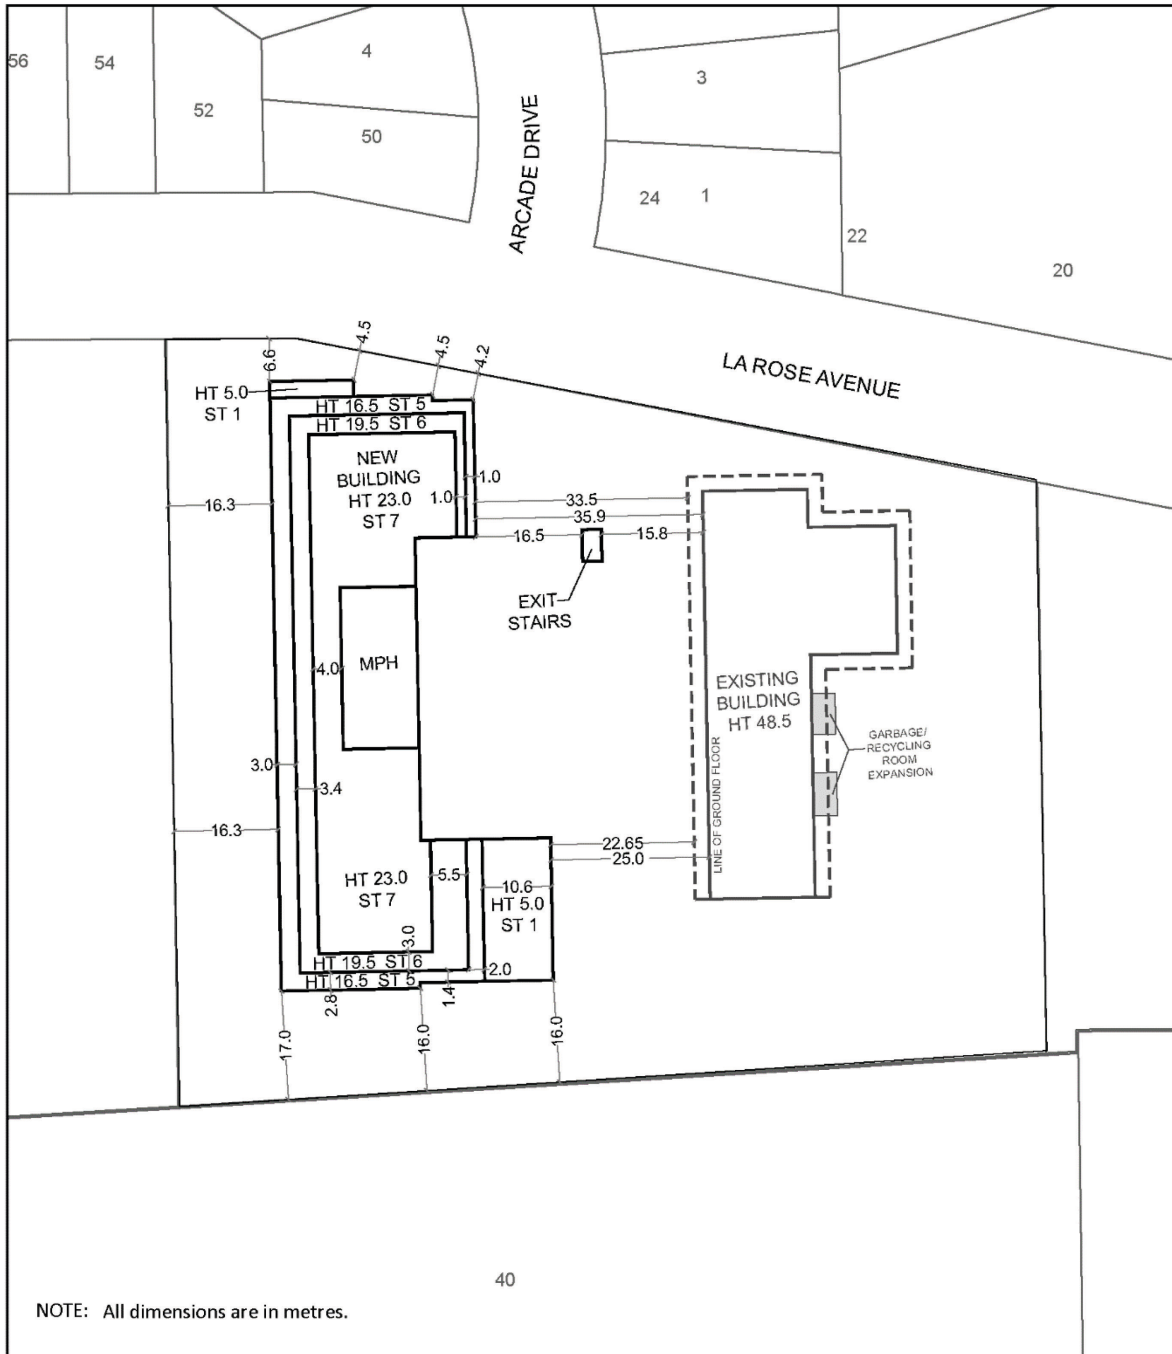 56
54
52
4
50
3
24
1
22
20
ARCADE DRIVE
LA ROSE AVENUE
6.6
4.5
4.5
4.2
HT 5.0
ST 1
HT 16.5 ST 5
HT 19.5 ST 6
NEW
BUILDING
HT 23.0
ST 7
1.0
1.0
16.3
33.5
35.9
16.5
15.8
EXIT
STAIRS
4.0
MPH
EXISTING
BUILDING
HT 48.5
LINE OF GROUND FLOOR
GARBAGE/
RECYCLING
ROOM
EXPANSION
3.0
3.4
16.3
22.65
25.0
HT 23.0
ST 7
5.5
10.6
HT 5.0
ST 1
3.0
HT 19.5 ST 6
HT 16.5 ST 5
2.0
2.8
1.4
17.0
16.0
16.0
40
NOTE: All dimensions are in metres.